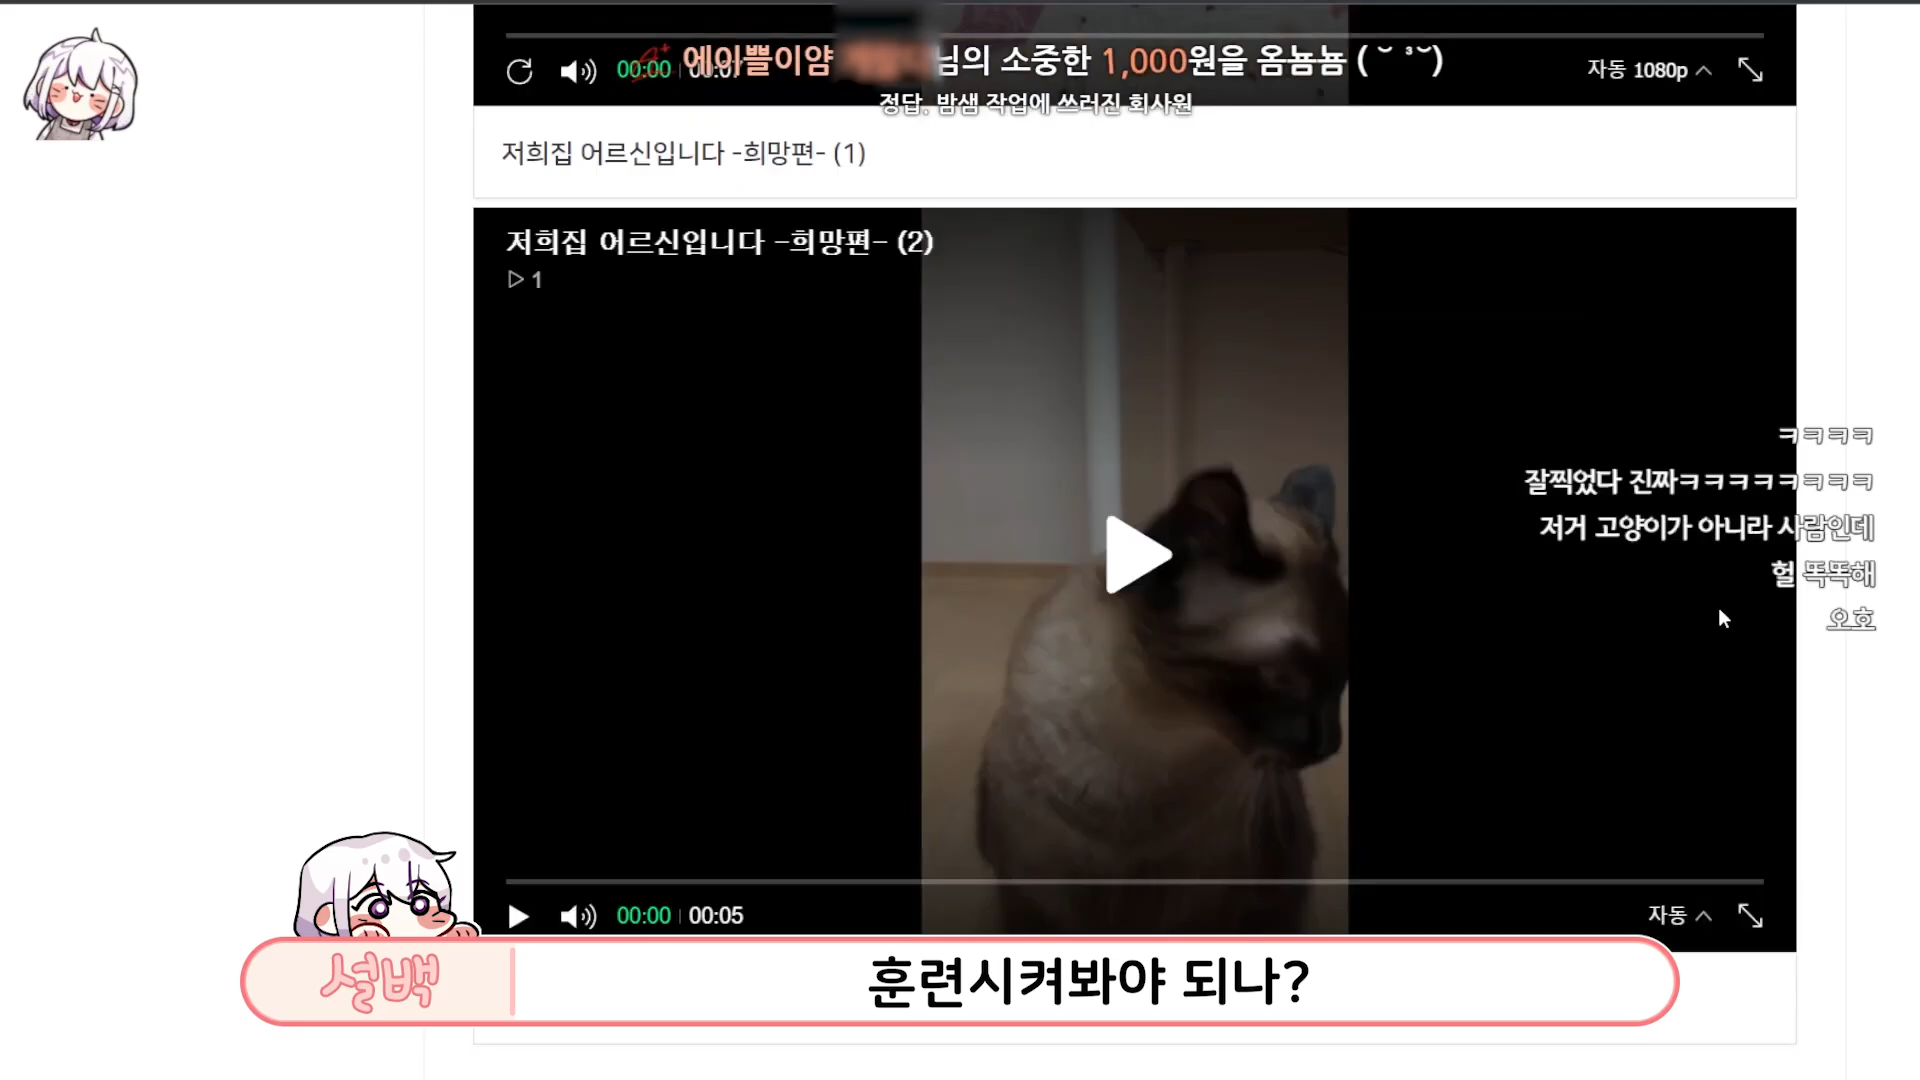 에이쁠이얌 님의 소중한 1,000원을 옴뇸뇸 ( ˘ ³˘)
00:00 00:07 자동 1080p
정답. 밤샘 작업에 쓰러진 회사원
저희집 어르신입니다 -희망편- (1)
저희집 어르신입니다 -희망편- (2)
1
ㅋㅋㅋㅋ
잘찍었다 진짜ㅋㅋㅋㅋㅋㅋㅋㅋ
저거 고양이가 아니라 사람인데
헐 똑똑해
오호
00:00 00:05 자동
설백 훈련시켜봐야 되나?